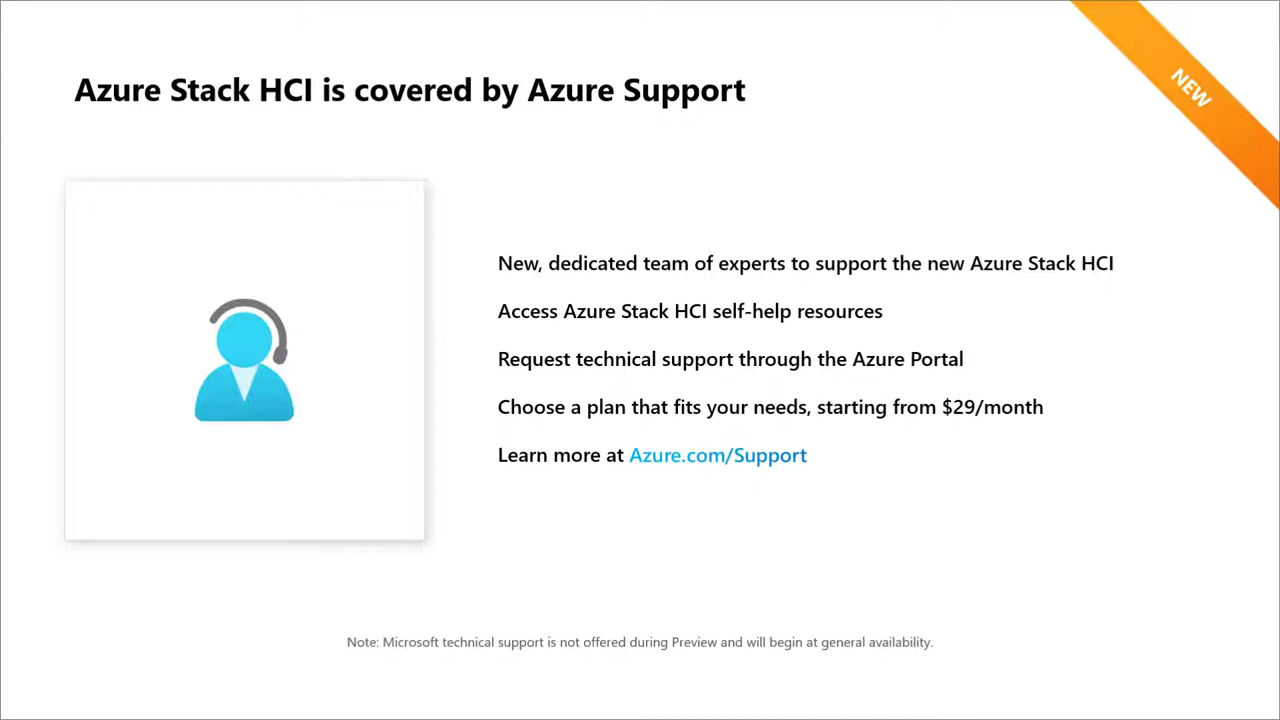 Azure Stack HCI is covered by Azure Support
NEW
New, dedicated team of experts to support the new Azure Stack HCI
Access Azure Stack HCI self-help resources
Request technical support through the Azure Portal
Choose a plan that fits your needs, starting from $29/month
Learn more at Azure.com/Support
Note: Microsoft technical support is not offered during Preview and will begin at general availability.